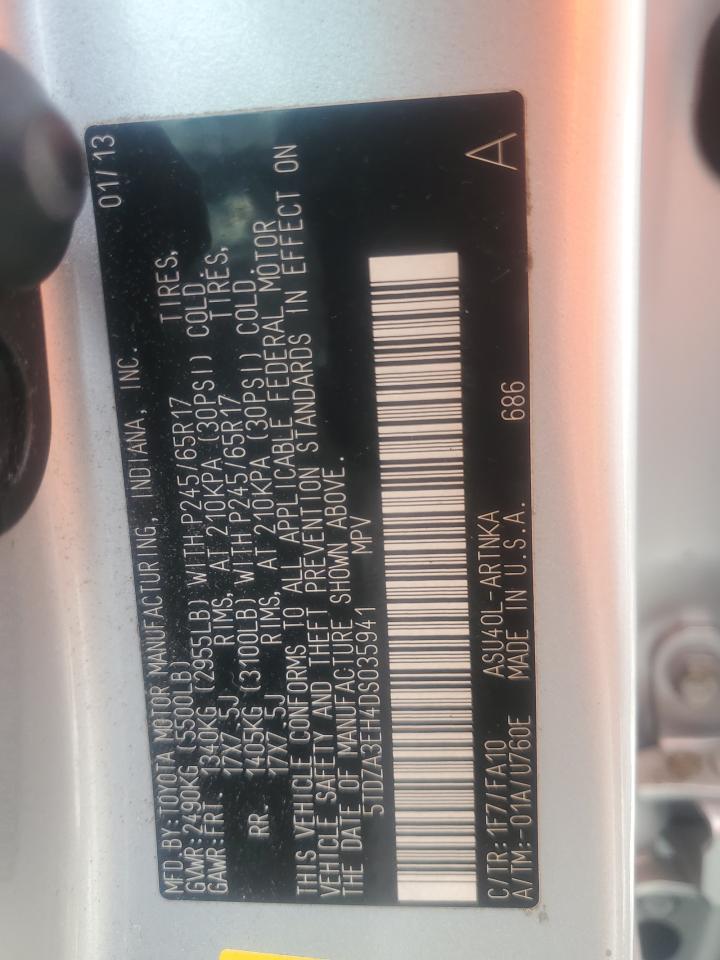 MFD BY:TOYOTA MOTOR MANUFACTURING, INDIANA, INC. 01/13
GVWR:2490KG (5500LB)
GAWR:FRT. 1340KG (2955LB) WITH P245/65R17 TIRES,
17X7.5J RIMS, AT 210KPA (30PSI) COLD.
RR. 1405KG (3100LB) WITH P245/65R17 TIRES,
17X7.5J RIMS, AT 210KPA (30PSI) COLD.
THIS VEHICLE CONFORMS TO ALL APPLICABLE FEDERAL MOTOR
VEHICLE SAFETY AND THEFT PREVENTION STANDARDS IN EFFECT ON
THE DATE OF MANUFACTURE SHOWN ABOVE.
5TDZA3EH4DS035941 MPV
C/TR:1F7/FA10 ASU40L-ARTNKA 686 A
A/TM:-01A/U760E MADE IN U.S.A.